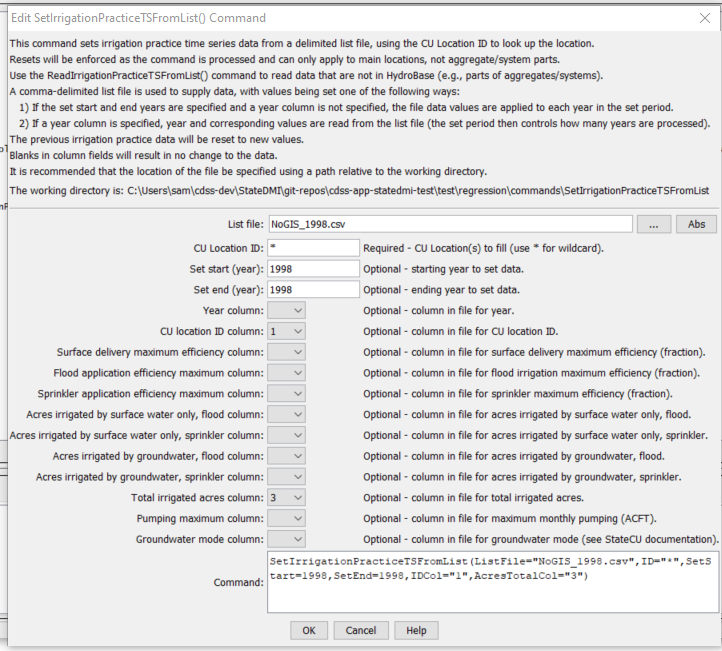 Edit SetIrrigationPracticeTSFromList() Command
This command sets irrigation practice time series data from a delimited list file, using the CU Location ID to look up the location.
Resets will be enforced as the command is processed and can only apply to main locations, not aggregate/system parts.
Use the ReadIrrigationPracticeTSFromList() command to read data that are not in HydroBase (e.g., parts of aggregates/systems).
A comma-delimited list file is used to supply data, with values being set one of the following ways:
1) If the set start and end years are specified and a year column is not specified, the file data values are applied to each year in the set period.
2) If a year column is specified, year and corresponding values are read from the list file (the set period then controls how many years are processed).
The previous irrigation practice data will be reset to new values.
Blanks in column fields will result in no change to the data.
It is recommended that the location of the file be specified using a path relative to the working directory.
The working directory is: C:\Users\sam\cdss-dev\StateDMI\git-repos\cdss-app-statedmi-test\test\regression\commands\SetIrrigationPracticeTSFromList
List file: NoGIS_1998.csv ... Abs
CU Location ID: * Required - CU Location(s) to fill (use * for wildcard).
Set start (year): 1998 Optional - starting year to set data.
Set end (year): 1998 Optional - ending year to set data.
Year column: Optional - column in file for year.
CU location ID column: 1 Optional - column in file for CU location ID.
Surface delivery maximum efficiency column: Optional - column in file for surface delivery maximum efficiency (fraction).
Flood application efficiency maximum column: Optional - column in file for flood irrigation maximum efficiency (fraction).
Sprinkler application efficiency maximum column: Optional - column in file for sprinkler maximum efficiency (fraction).
Acres irrigated by surface water only, flood column: Optional - column in file for acres irrigated by surface water only, flood.
Acres irrigated by surface water only, sprinkler column: Optional - column in file for acres irrigated by surface water only, sprinkler.
Acres irrigated by groundwater, flood column: Optional - column in file for acres irrigated by groundwater, flood.
Acres irrigated by groundwater, sprinkler column: Optional - column in file for acres irrigated by groundwater, sprinkler.
Total irrigated acres column: 3 Optional - column in file for total irrigated acres.
Pumping maximum column: Optional - column in file for maximum monthly pumping (ACFT).
Groundwater mode column: Optional - column in file for groundwater mode (see StateCU documentation).
Command: SetIrrigationPracticeTSFromList(ListFile="NoGIS_1998.csv",ID="*",SetS
tart=1998,SetEnd=1998,IDCol="1",AcresTotalCol="3")
OK Cancel Help